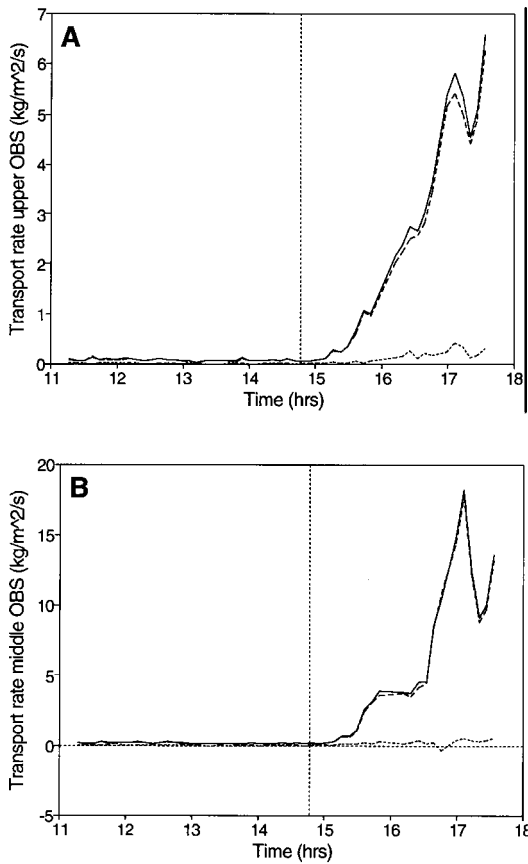 A
Transport rate upper OBS (kg/m^2/s)
7
6
5
4
3
2
1
0
11 12 13 14 15 16 17 18
Time (hrs)
B
Transport rate middle OBS (kg/m^2/s)
20
15
10
5
0
-5
11 12 13 14 15 16 17 18
Time (hrs)